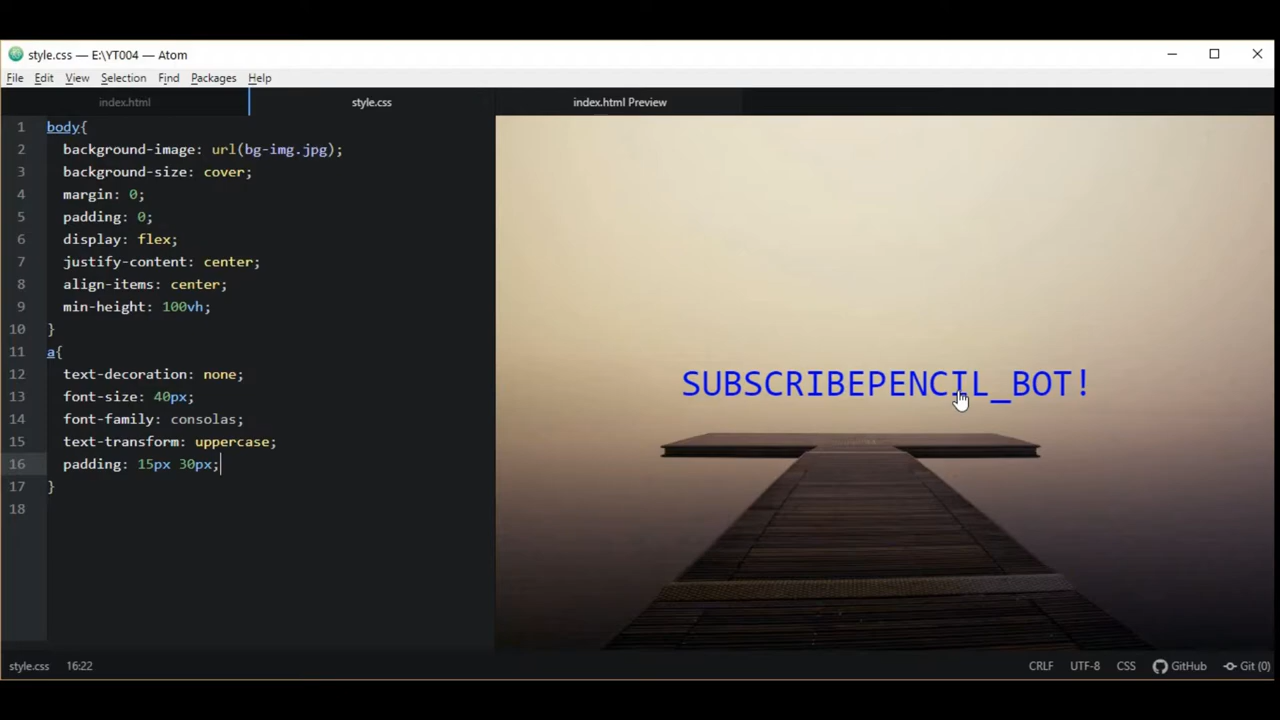 style.css — E:\YT004 — Atom
File Edit View Selection Find Packages Help
index.html style.css index.html Preview
1 body{
2 background-image: url(bg-img.jpg);
3 background-size: cover;
4 margin: 0;
5 padding: 0;
6 display: flex;
7 justify-content: center;
8 align-items: center;
9 min-height: 100vh;
10 }
11 a{
12 text-decoration: none;
13 font-size: 40px;
14 font-family: consolas;
15 text-transform: uppercase;
16 padding: 15px 30px;
17 }
18
SUBSCRIBEPENCIL_BOT!
style.css 16:22 CRLF UTF-8 CSS GitHub Git (0)